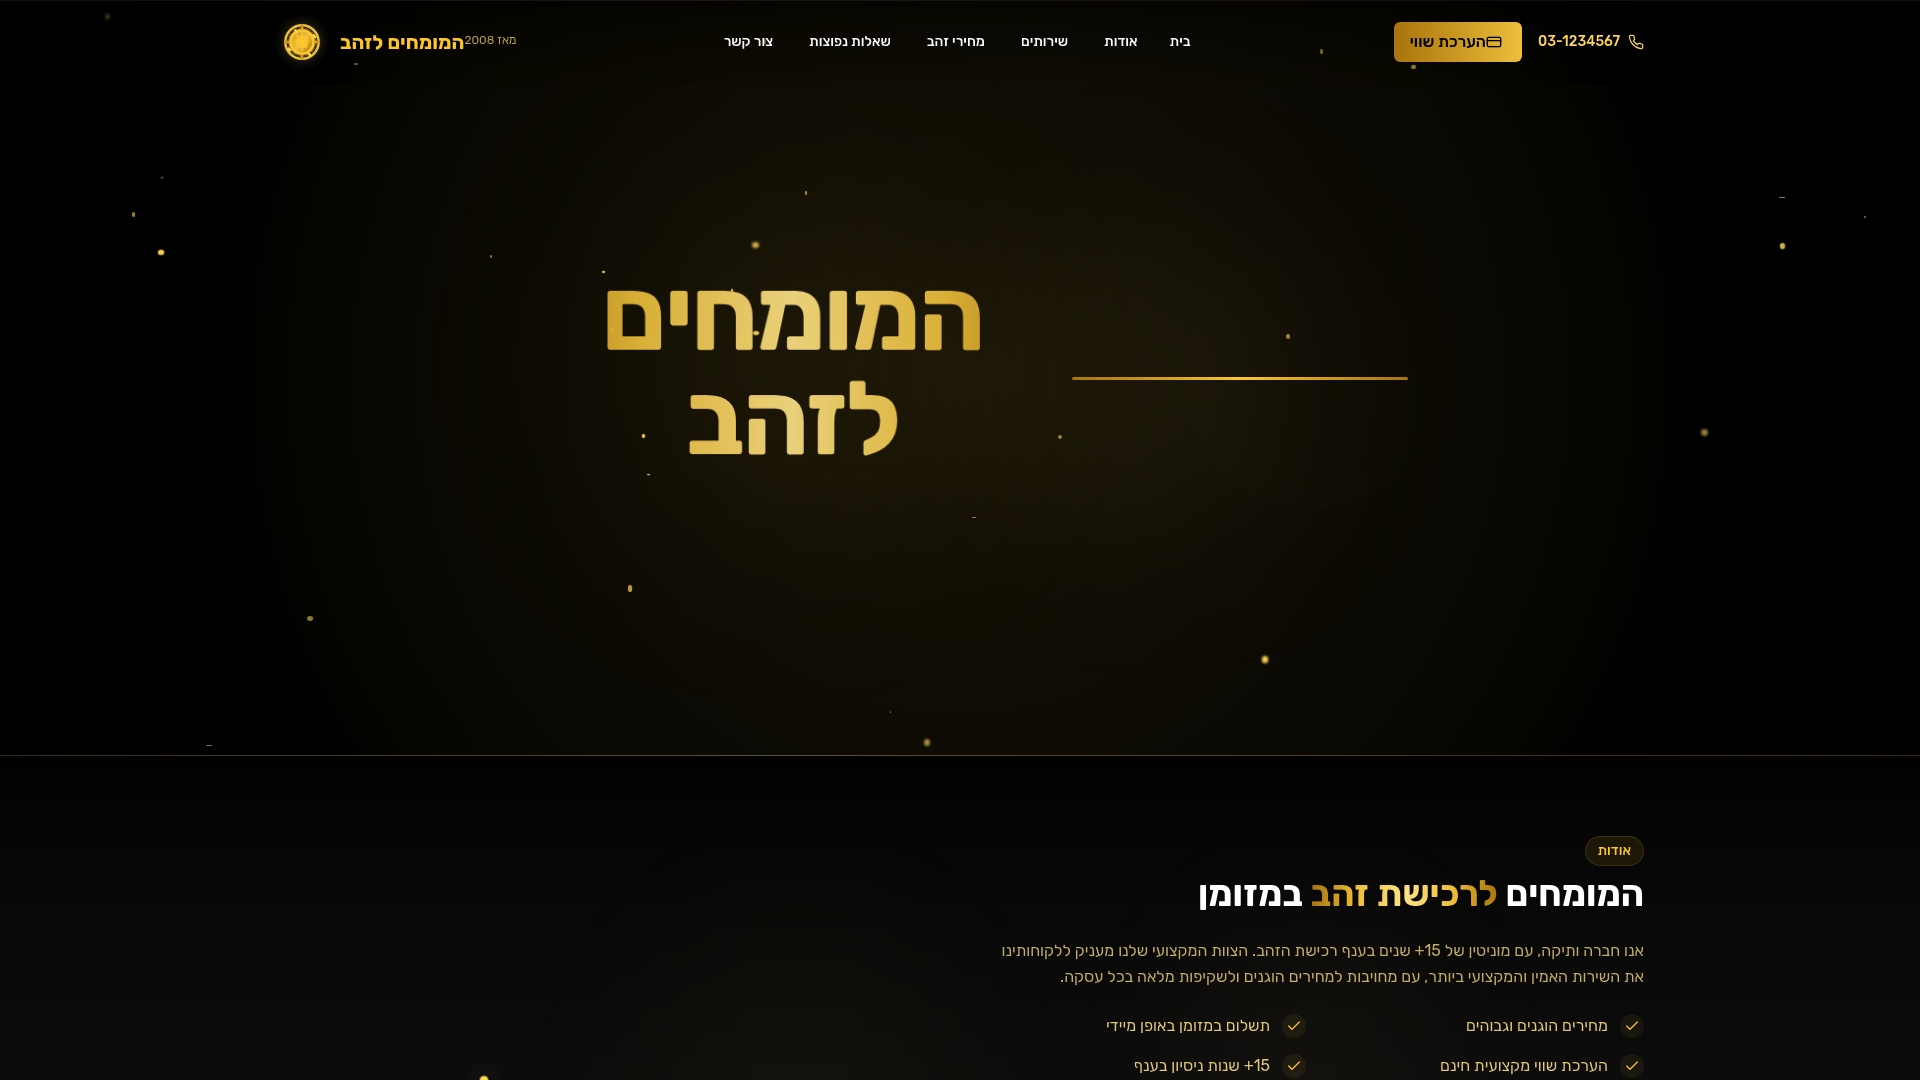 03-1234567
הערכת שווי
בית
אודות
שירותים
מחירי זהב
שאלות נפוצות
צור קשר
מאז 2008
המומחים לזהב
המומחים
לזהב
אודות
המומחים לרכישת זהב במזומן
אנו חברה ותיקה, עם מוניטין של 15+ שנים בענף רכישת הזהב. הצוות המקצועי שלנו מעניק ללקוחותינו
את השירות האמין והמקצועי ביותר, עם מחויבות למחירים הוגנים ולשקיפות מלאה בכל עסקה.
מחירים הוגנים וגבוהים
תשלום במזומן באופן מיידי
הערכת שווי מקצועית חינם
15+ שנות ניסיון בענף